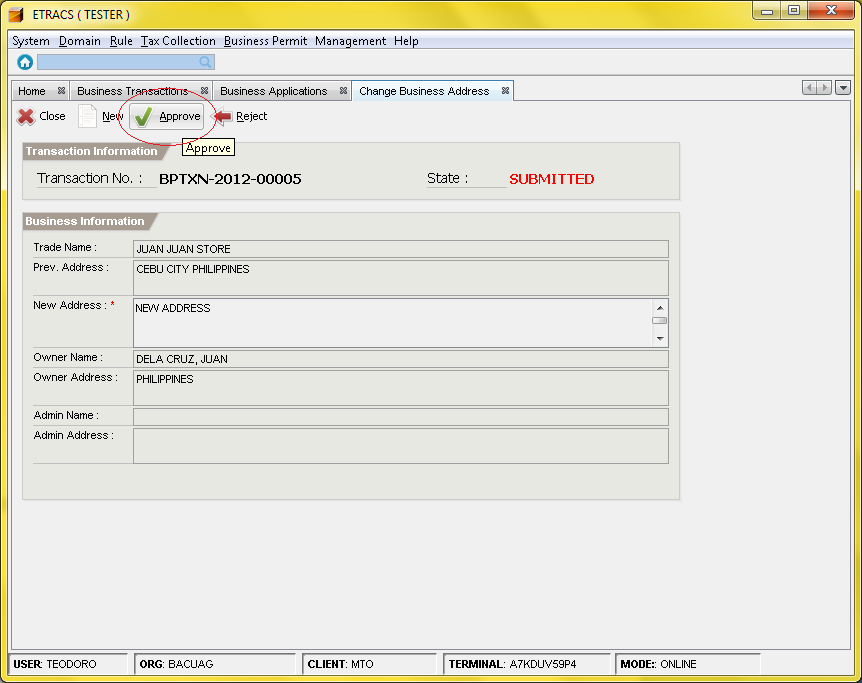 ETRACS ( TESTER )
System Domain Rule Tax Collection Business Permit Management Help
Home Business Transactions Business Applications Change Business Address
Close New Approve Reject
Approve
Transaction Information
Transaction No. : BPTXN-2012-00005 State : SUBMITTED
Business Information
Trade Name : JUAN JUAN STORE
Prev. Address : CEBU CITY PHILIPPINES
New Address : * NEW ADDRESS
Owner Name : DELA CRUZ, JUAN
Owner Address : PHILIPPINES
Admin Name :
Admin Address :
USER: TEODORO ORG: BACUAG CLIENT: MTO TERMINAL: A7KDUV59P4 MODE:: ONLINE